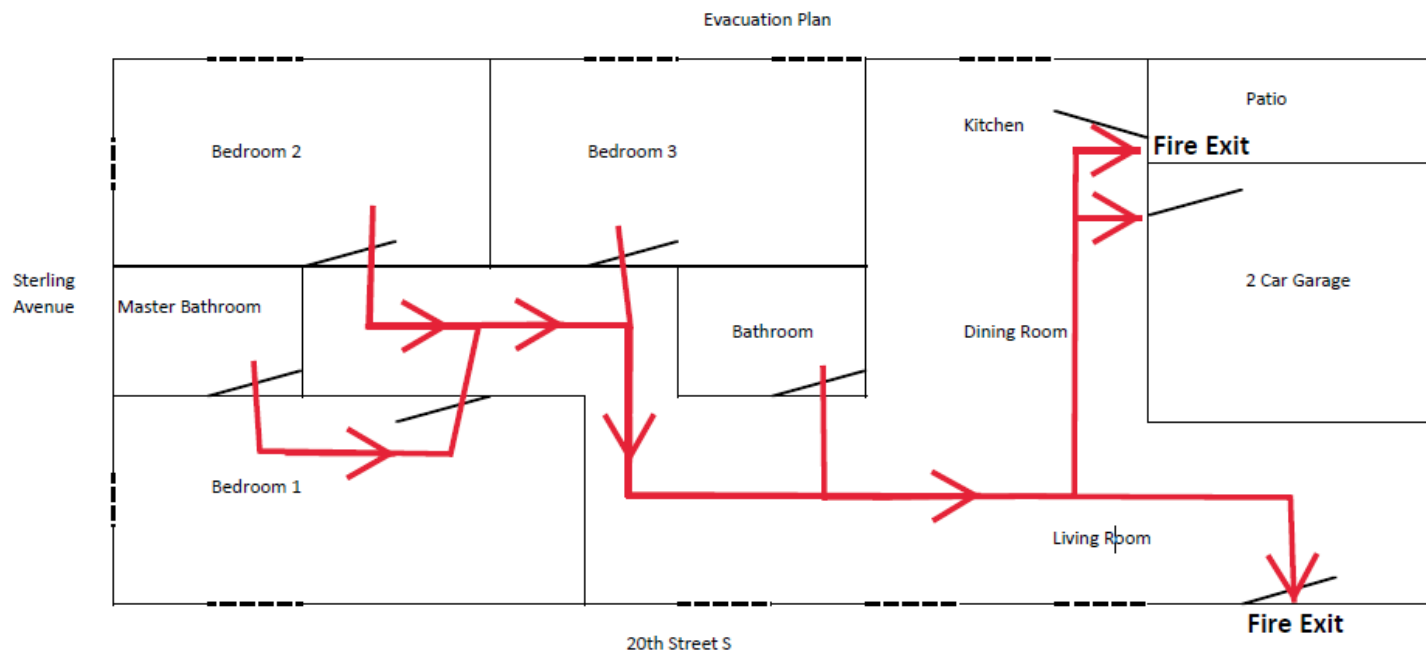 Evacuation Plan
Patio
Kitchen
Fire Exit
Bedroom 2
Bedroom 3
Sterling
Avenue
Master Bathroom
2 Car Garage
Bathroom
Dining Room
Bedroom 1
Living Room
Fire Exit
20th Street S